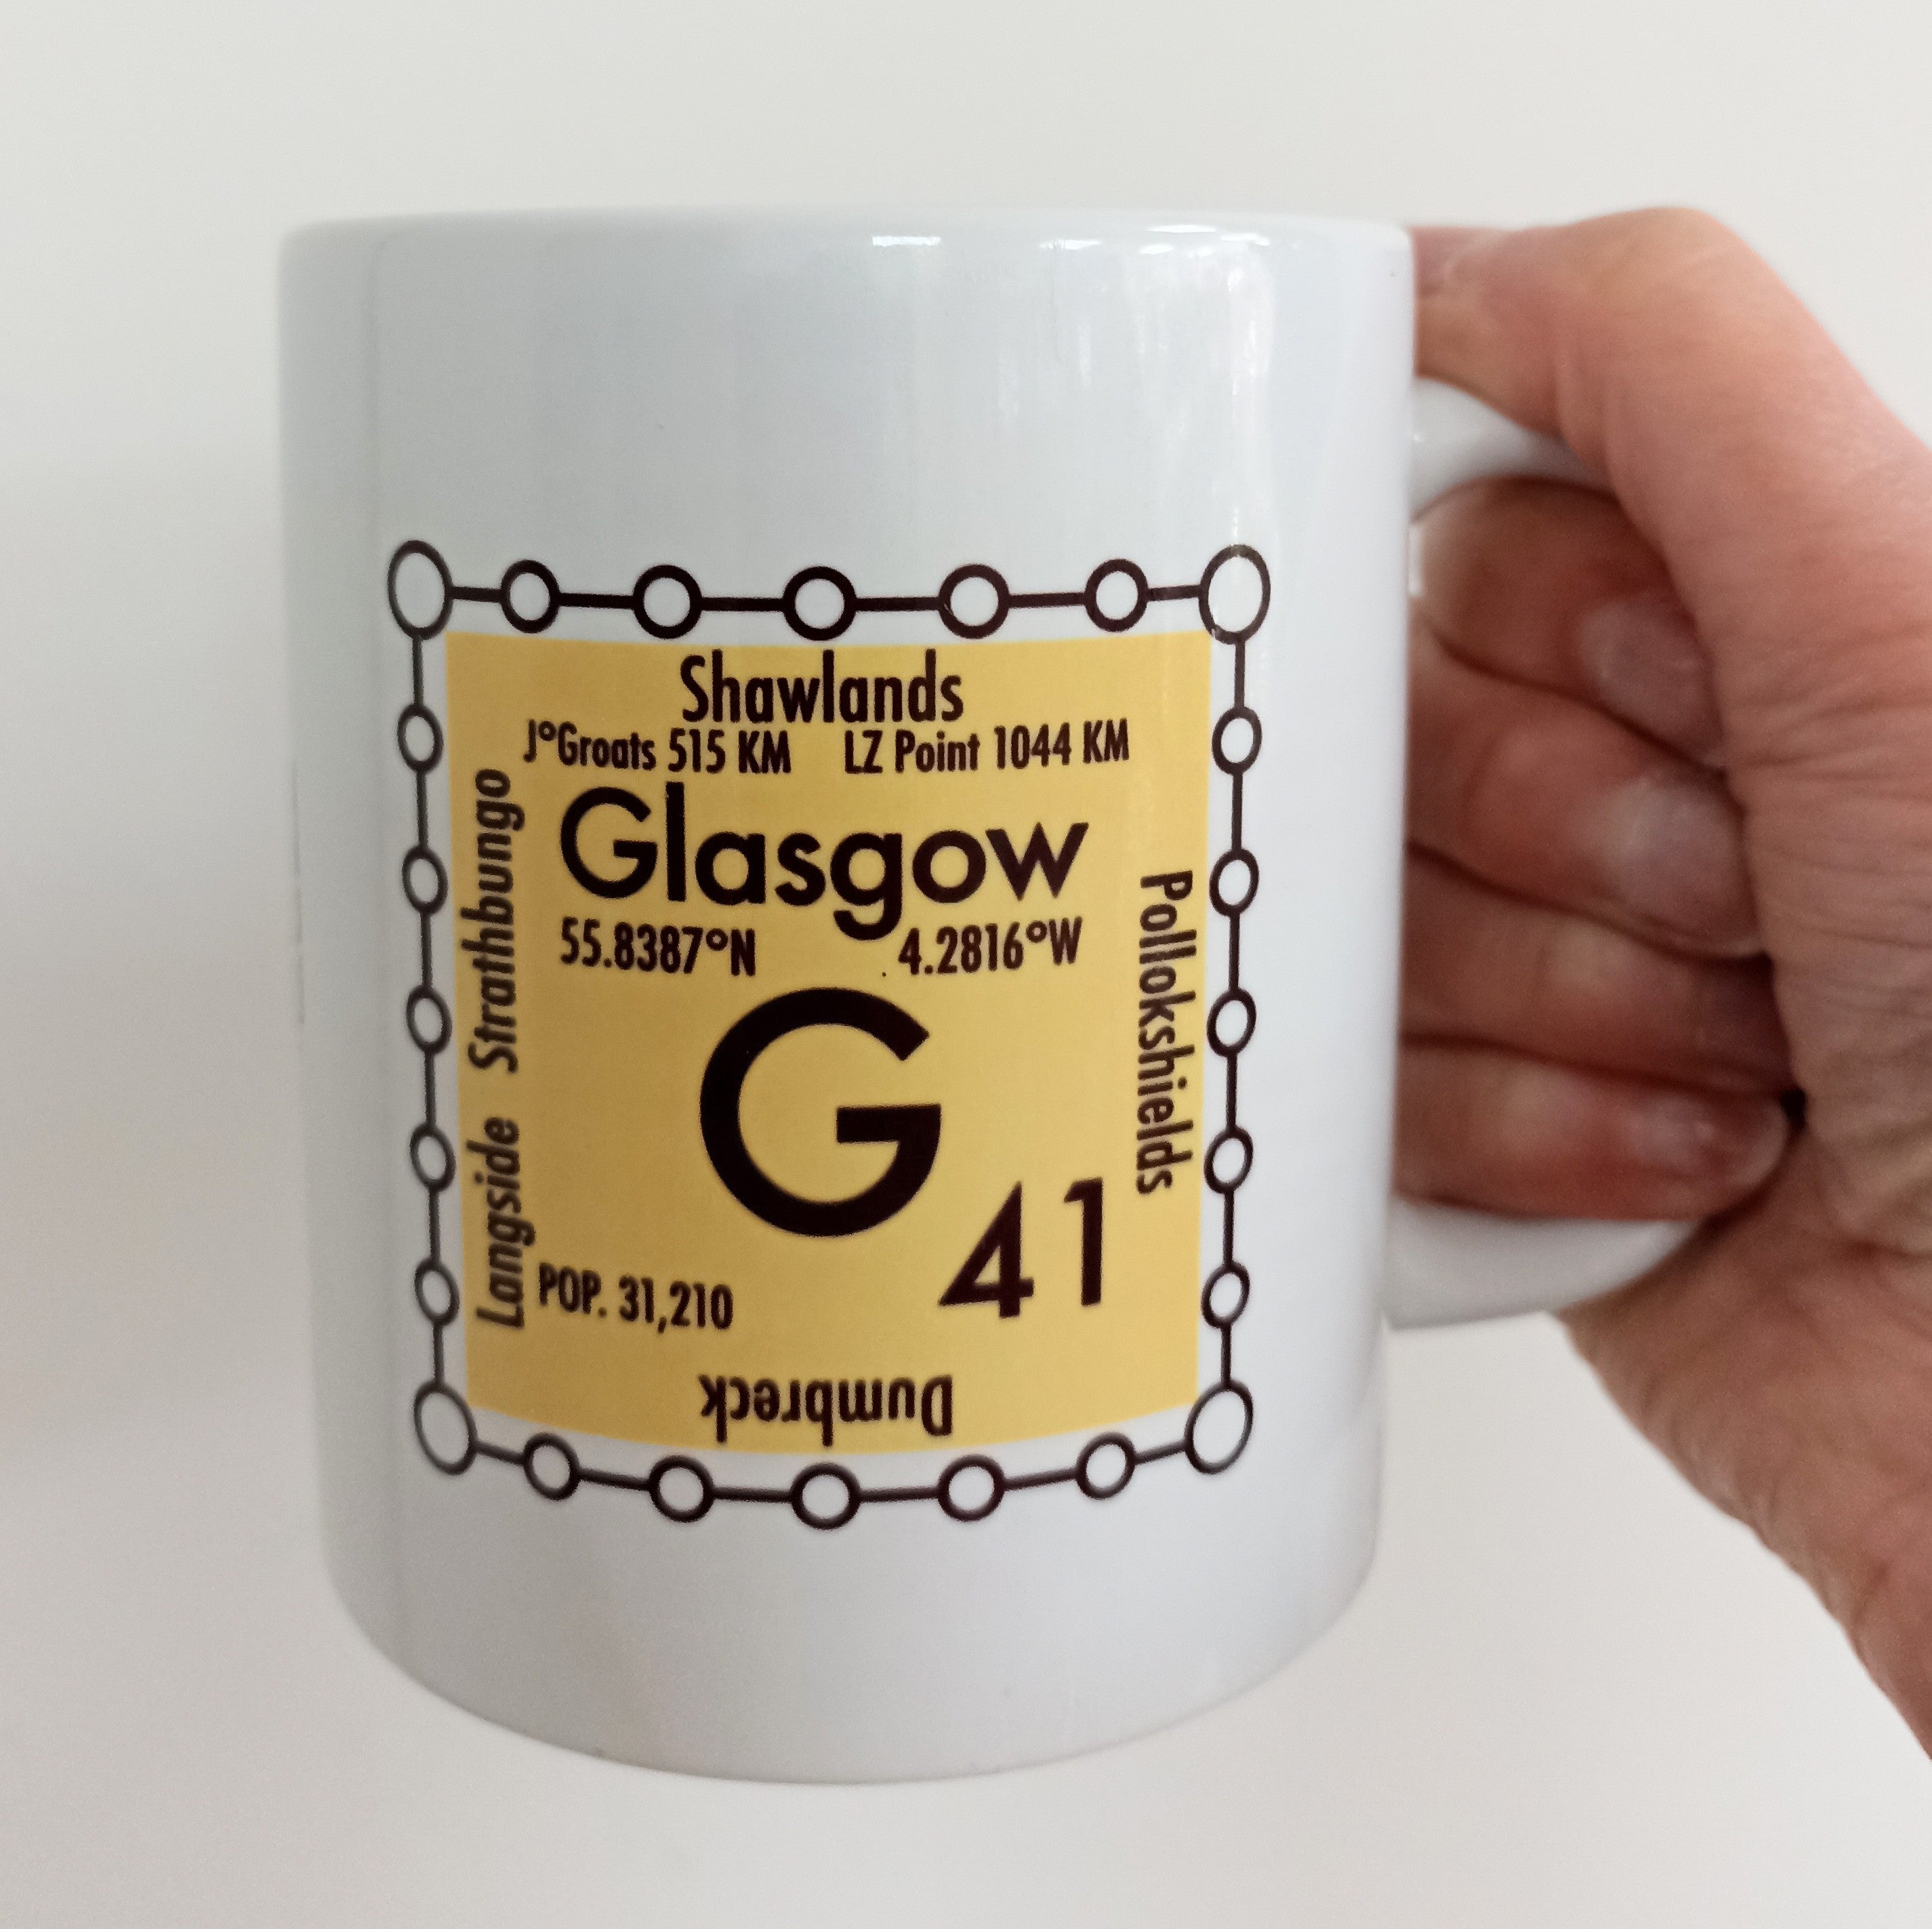 Shawlands
J°Groats 515 KM LZ Point 1044 KM
Glasgow
55.8387°N 4.2816°W
G
41
POP. 31,210
Langside Strathbungo
Pollokshields
Dumbreck